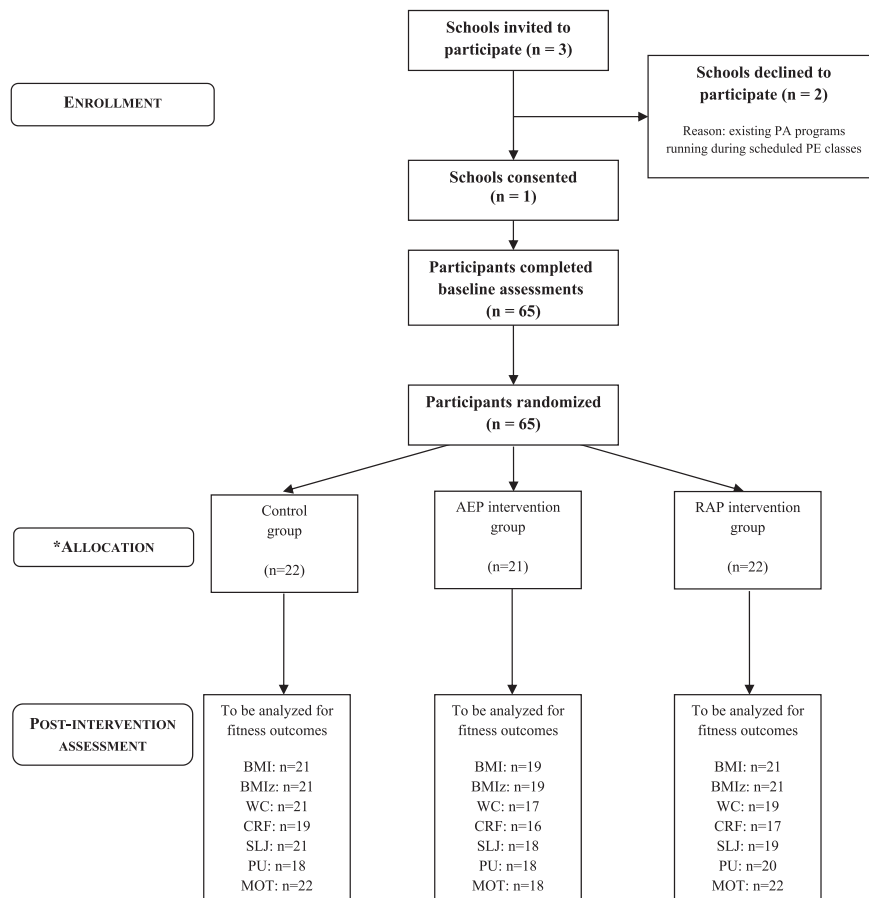 Schools invited to
participate (n = 3)
Schools declined to
participate (n = 2)
Reason: existing PA programs
running during scheduled PE classes
ENROLLMENT
Schools consented
(n = 1)
Participants completed
baseline assessments
(n = 65)
Participants randomized
(n = 65)
*ALLOCATION
Control
group
(n=22)
AEP intervention
group
(n=21)
RAP intervention
group
(n=22)
POST-INTERVENTION
ASSESSMENT
To be analyzed for
fitness outcomes
BMI: n=21
BMIz: n=21
WC: n=21
CRF: n=19
SLJ: n=21
PU: n=18
MOT: n=22
To be analyzed for
fitness outcomes
BMI: n=19
BMIz: n=19
WC: n=17
CRF: n=16
SLJ: n=18
PU: n=18
MOT: n=18
To be analyzed for
fitness outcomes
BMI: n=21
BMIz: n=21
WC: n=19
CRF: n=17
SLJ: n=19
PU: n=20
MOT: n=22